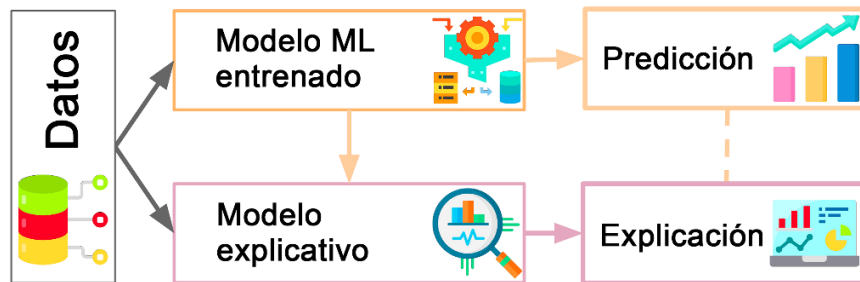 Datos
Modelo ML
entrenado
Predicción
Modelo
explicativo
Explicación